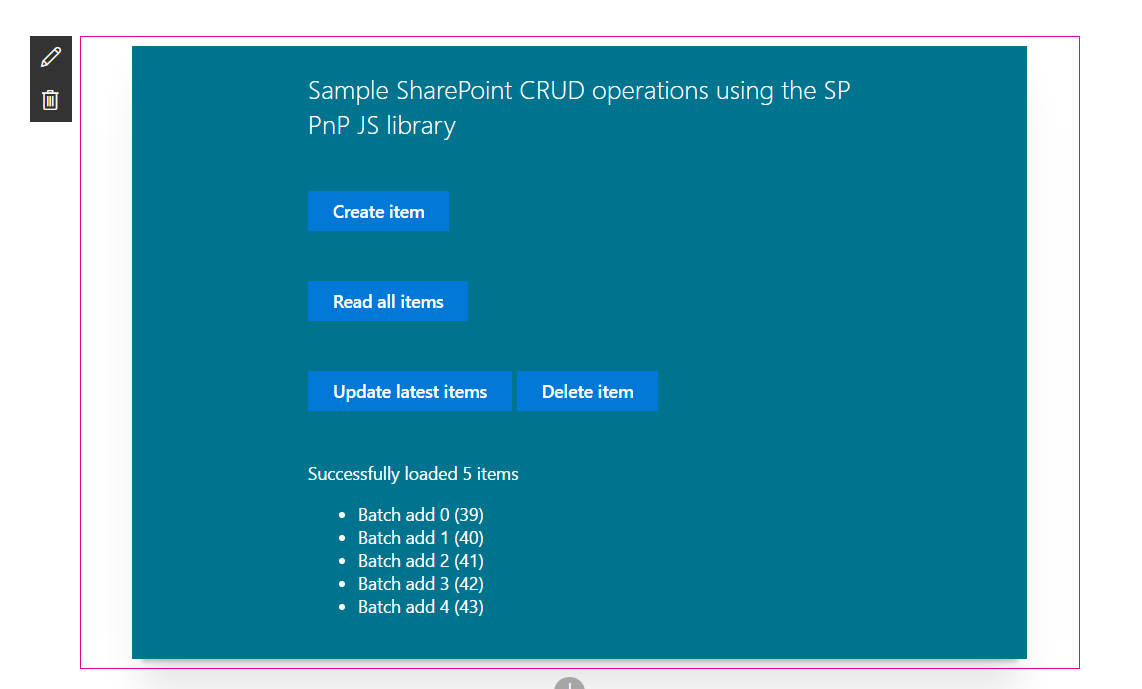 Sample SharePoint CRUD operations using the SP
PnP JS library
Create item
Read all items
Update latest items
Delete item
Successfully loaded 5 items
Batch add 0 (39)
Batch add 1 (40)
Batch add 2 (41)
Batch add 3 (42)
Batch add 4 (43)